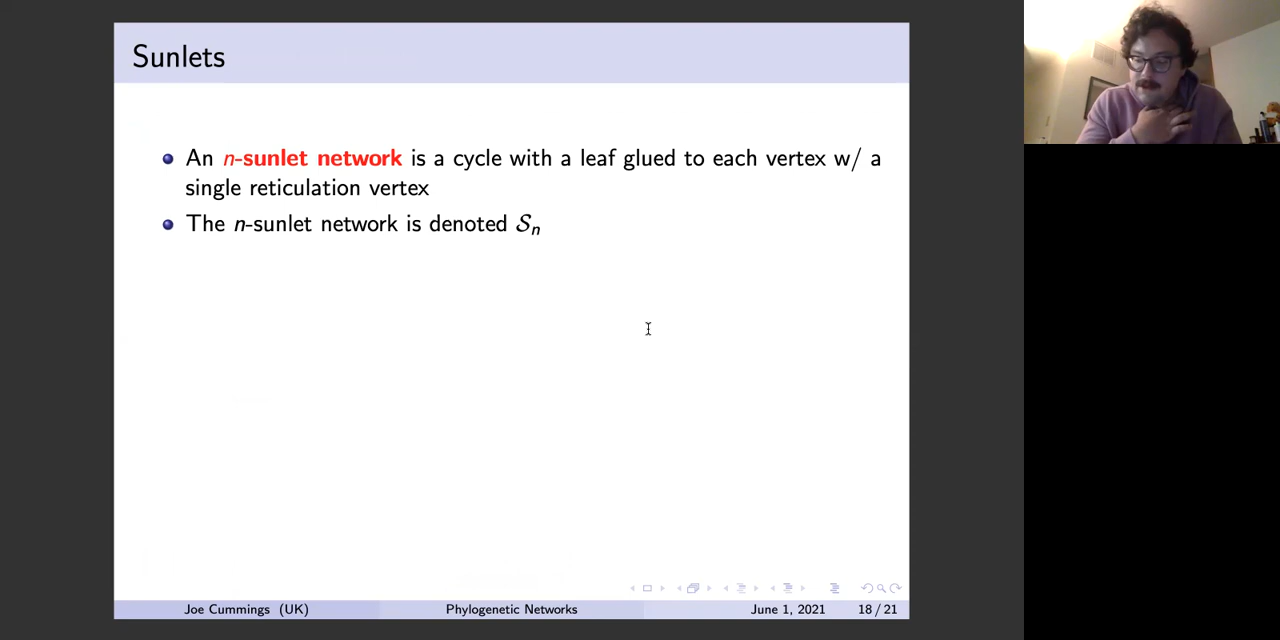 Sunlets
An n-sunlet network is a cycle with a leaf glued to each vertex w/ a
single reticulation vertex
The n-sunlet network is denoted 𝒮ₙ
Joe Cummings (UK) Phylogenetic Networks June 1, 2021 18 / 21